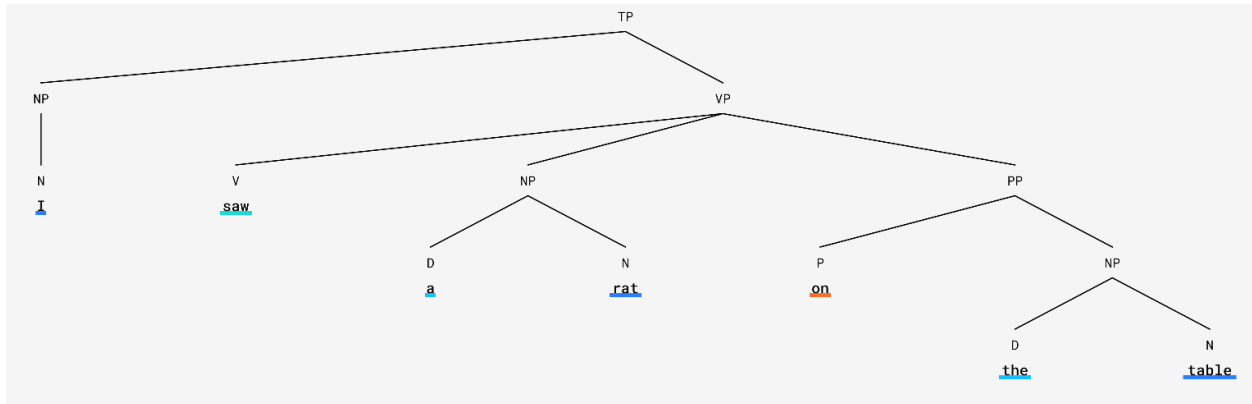 TP
NP VP
N V NP PP
I saw
D N P NP
a rat on
D N
the table